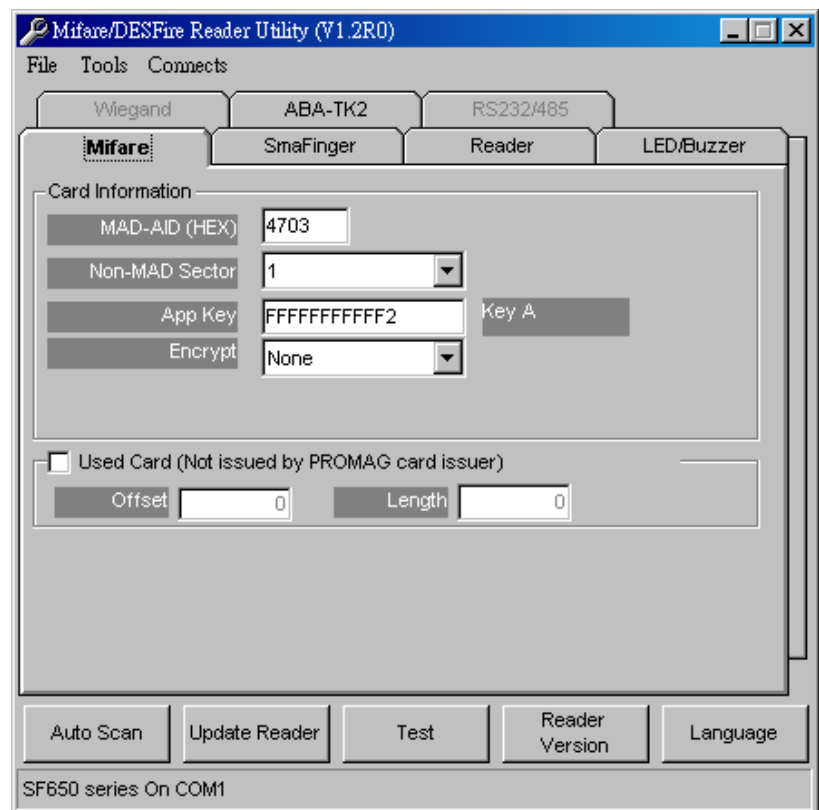 Mifare/DESFire Reader Utility (V1.2R0)
File Tools Connects
Wiegand ABA-TK2 RS232/485
Mifare SmaFinger Reader LED/Buzzer
Card Information
MAD-AID (HEX) 4703
Non-MAD Sector 1
App Key FFFFFFFFFFF2 Key A
Encrypt None
Used Card (Not issued by PROMAG card issuer)
Offset 0 Length 0
Auto Scan Update Reader Test Reader Version Language
SF650 series On COM1